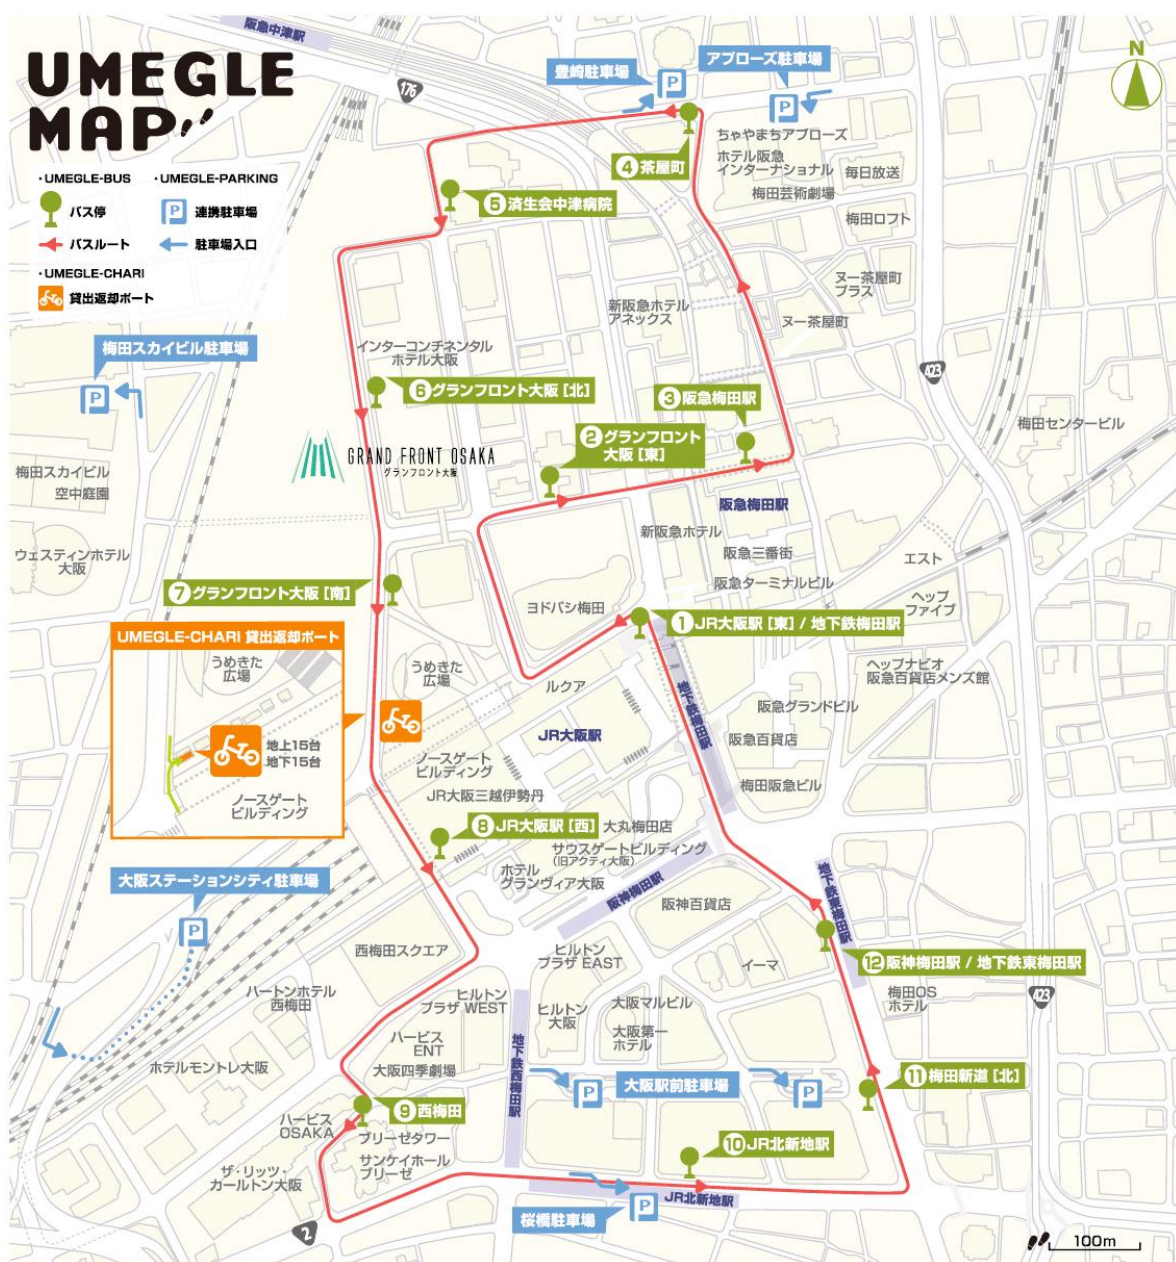 UMEGLE
MAP
・UMEGLE-BUS
バス停
バスルート
・UMEGLE-PARKING
P 連携駐車場
駐車場入口
・UMEGLE-CHARI
貸出返却ポート
阪急中津駅
176
豊崎駐車場
P
アプローズ駐車場
P
N
ちゃやまちアプローズ
ホテル阪急
インターナショナル
毎日放送
梅田芸術劇場
梅田ロフト
④茶屋町
⑤済生会中津病院
ヌー茶屋町
プラス
ヌー茶屋町
新阪急ホテル
アネックス
梅田スカイビル駐車場
P
インターコンチネンタル
ホテル大阪
⑥グランフロント大阪 [北]
③阪急梅田駅
423
梅田センタービル
②グランフロント
大阪 [東]
GRAND FRONT OSAKA
グランフロント大阪
梅田スカイビル
空中庭園
阪急梅田駅
新阪急ホテル
阪急三番街
エスト
ウェスティンホテル
大阪
阪急ターミナルビル
ヘップ
ファイブ
⑦グランフロント大阪 [南]
ヨドバシ梅田
①JR大阪駅 [東] / 地下鉄梅田駅
UMEGLE-CHARI 貸出返却ポート
うめきた
広場
地上15台
地下15台
ノースゲート
ビルディング
うめきた
広場
ルクア
地下鉄梅田駅
ヘップナビオ
阪急百貨店メンズ館
阪急グランドビル
JR大阪駅
阪急百貨店
ノースゲート
ビルディング
梅田阪急ビル
JR大阪三越伊勢丹
⑧JR大阪駅 [西]
大丸梅田店
サウスゲートビルディング
(旧アクティ大阪)
ホテル
グランヴィア大阪
大阪ステーションシティ駐車場
P
阪神梅田駅
地下鉄東梅田駅
阪神百貨店
西梅田スクエア
ヒルトン
プラザ EAST
イーマ
⑫阪神梅田駅 / 地下鉄東梅田駅
ハートンホテル
西梅田
ヒルトン
プラザ WEST
ヒルトン
大阪
大阪マルビル
梅田OS
ホテル
423
大阪第一
ホテル
ハービス
ENT
地下鉄西梅田駅
ホテルモントレ大阪
大阪四季劇場
P
大阪駅前駐車場
P
⑪梅田新道 [北]
⑨西梅田
ハービス
OSAKA
ブリーゼタワー
サンケイホール
ブリーゼ
⑩JR北新地駅
ザ・リッツ・
カールトン大阪
JR北新地駅
桜橋駐車場
P
2
100m